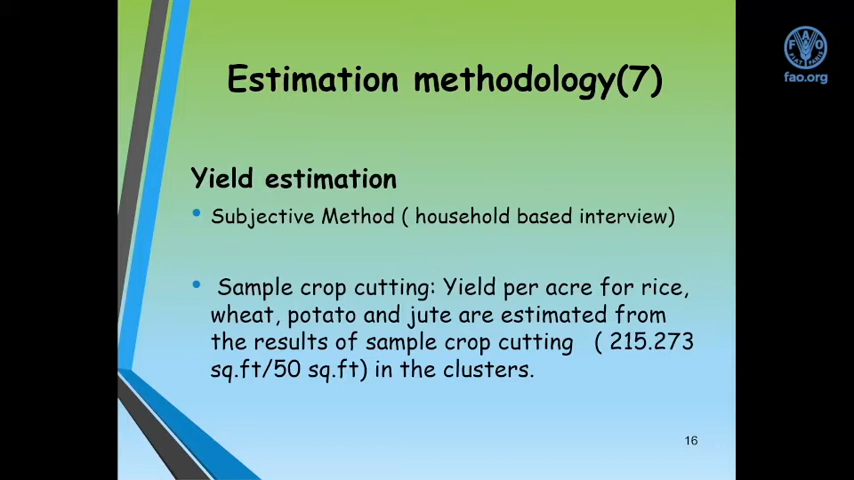 Estimation methodology(7)
FAO
FIAT PANIS
fao.org
Yield estimation
• Subjective Method ( household based interview)
• Sample crop cutting: Yield per acre for rice,
wheat, potato and jute are estimated from
the results of sample crop cutting ( 215.273
sq.ft/50 sq.ft) in the clusters.
16